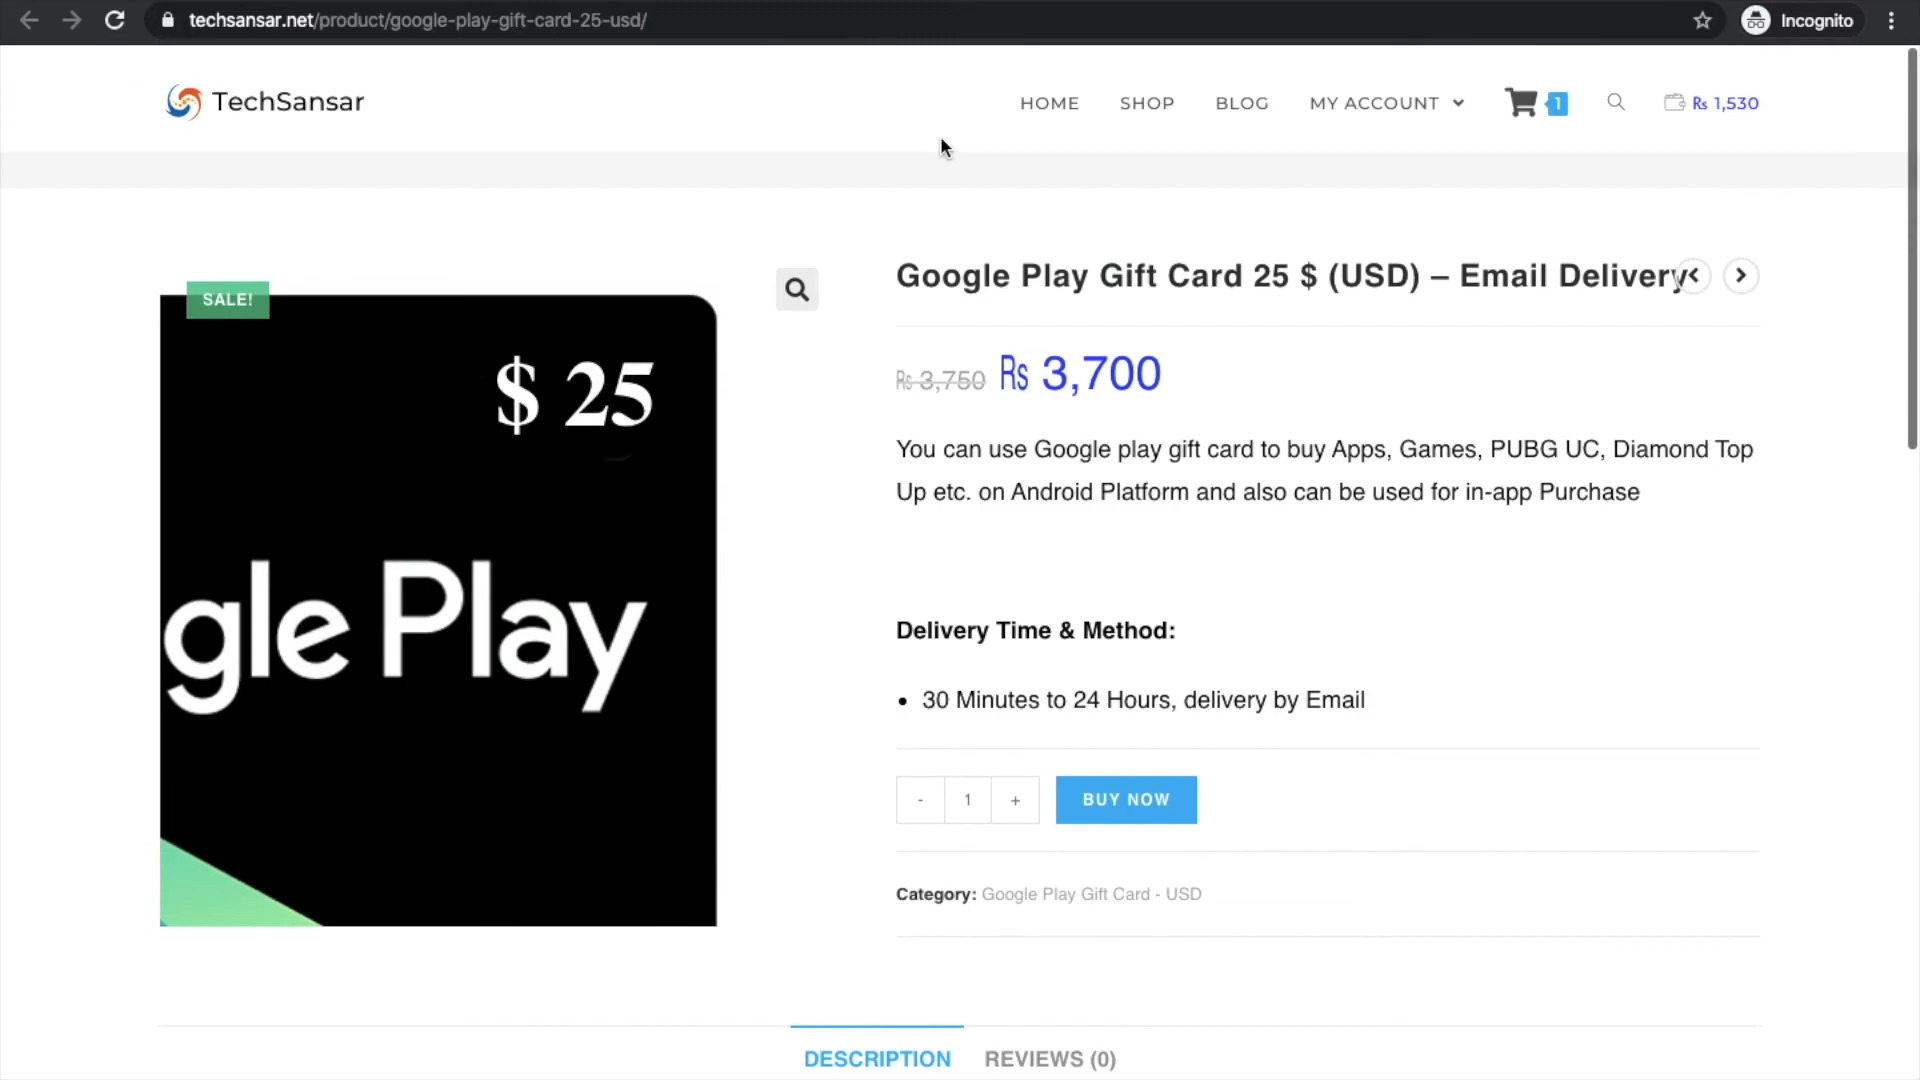 techsansar.net/product/google-play-gift-card-25-usd/
Incognito
TechSansar
HOME
SHOP
BLOG
MY ACCOUNT
1
₨ 1,530
SALE!
$ 25
gle Play
Google Play Gift Card 25 $ (USD) – Email Delivery
₨ 3,750 ₨ 3,700
You can use Google play gift card to buy Apps, Games, PUBG UC, Diamond Top
Up etc. on Android Platform and also can be used for in-app Purchase
Delivery Time & Method:
• 30 Minutes to 24 Hours, delivery by Email
- 1 +
BUY NOW
Category: Google Play Gift Card - USD
DESCRIPTION
REVIEWS (0)